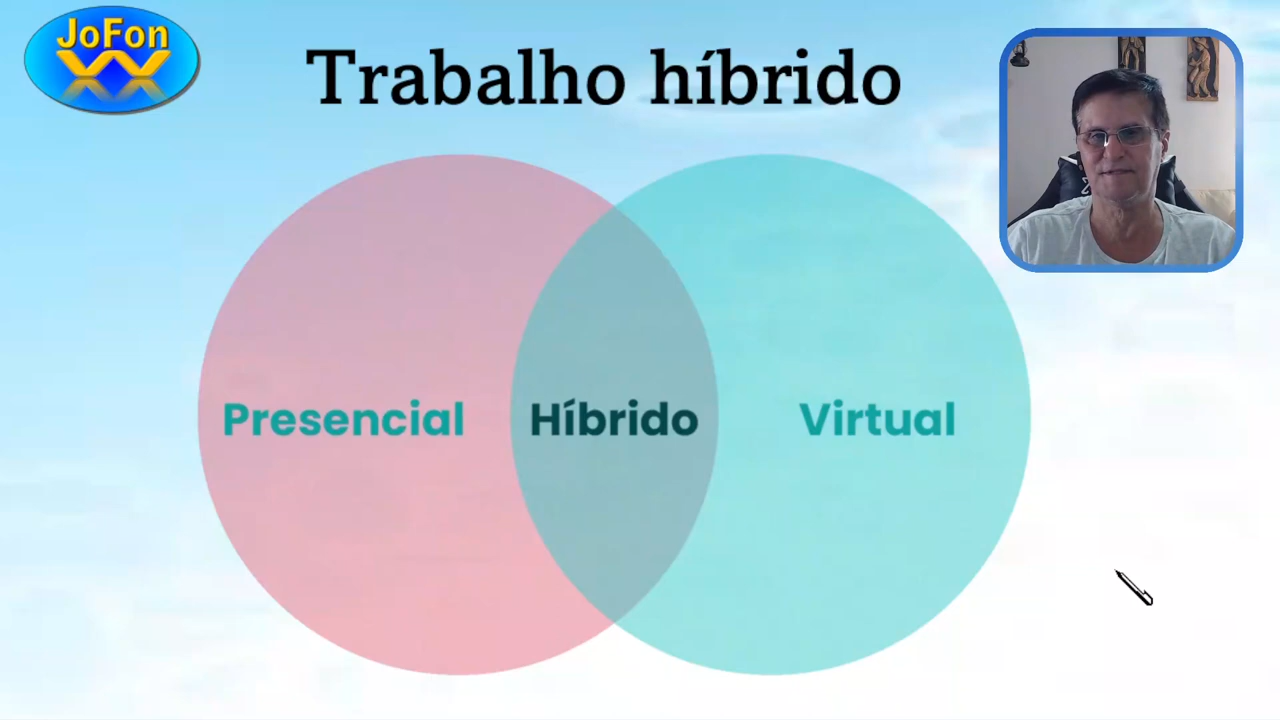 JoFon
Trabalho híbrido
Presencial
Híbrido
Virtual